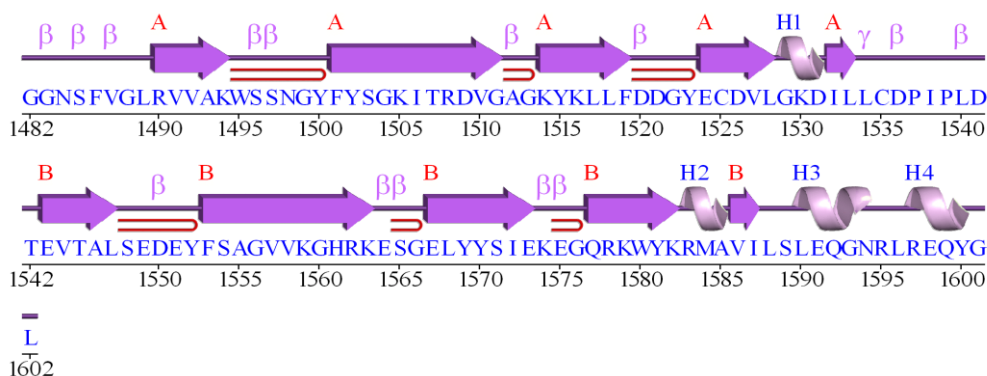 β β β A ββ A β A β A H1 A γ β β
GGNSFVGLRVVAKWSSNGYFYSGKITRDVGAGKYKLLFDDGYECDVLGKDILLCDPIPLD
1482 1490 1495 1500 1505 1510 1515 1520 1525 1530 1535 1540
B β B ββ B ββ B H2 B H3 H4
TEVTALSEDEYFSAGVVKGHRKESGELYYSIEKEGQRKWYKRMAVILSLEQGNRLREQYG
1542 1550 1555 1560 1565 1570 1575 1580 1585 1590 1595 1600
L
1602